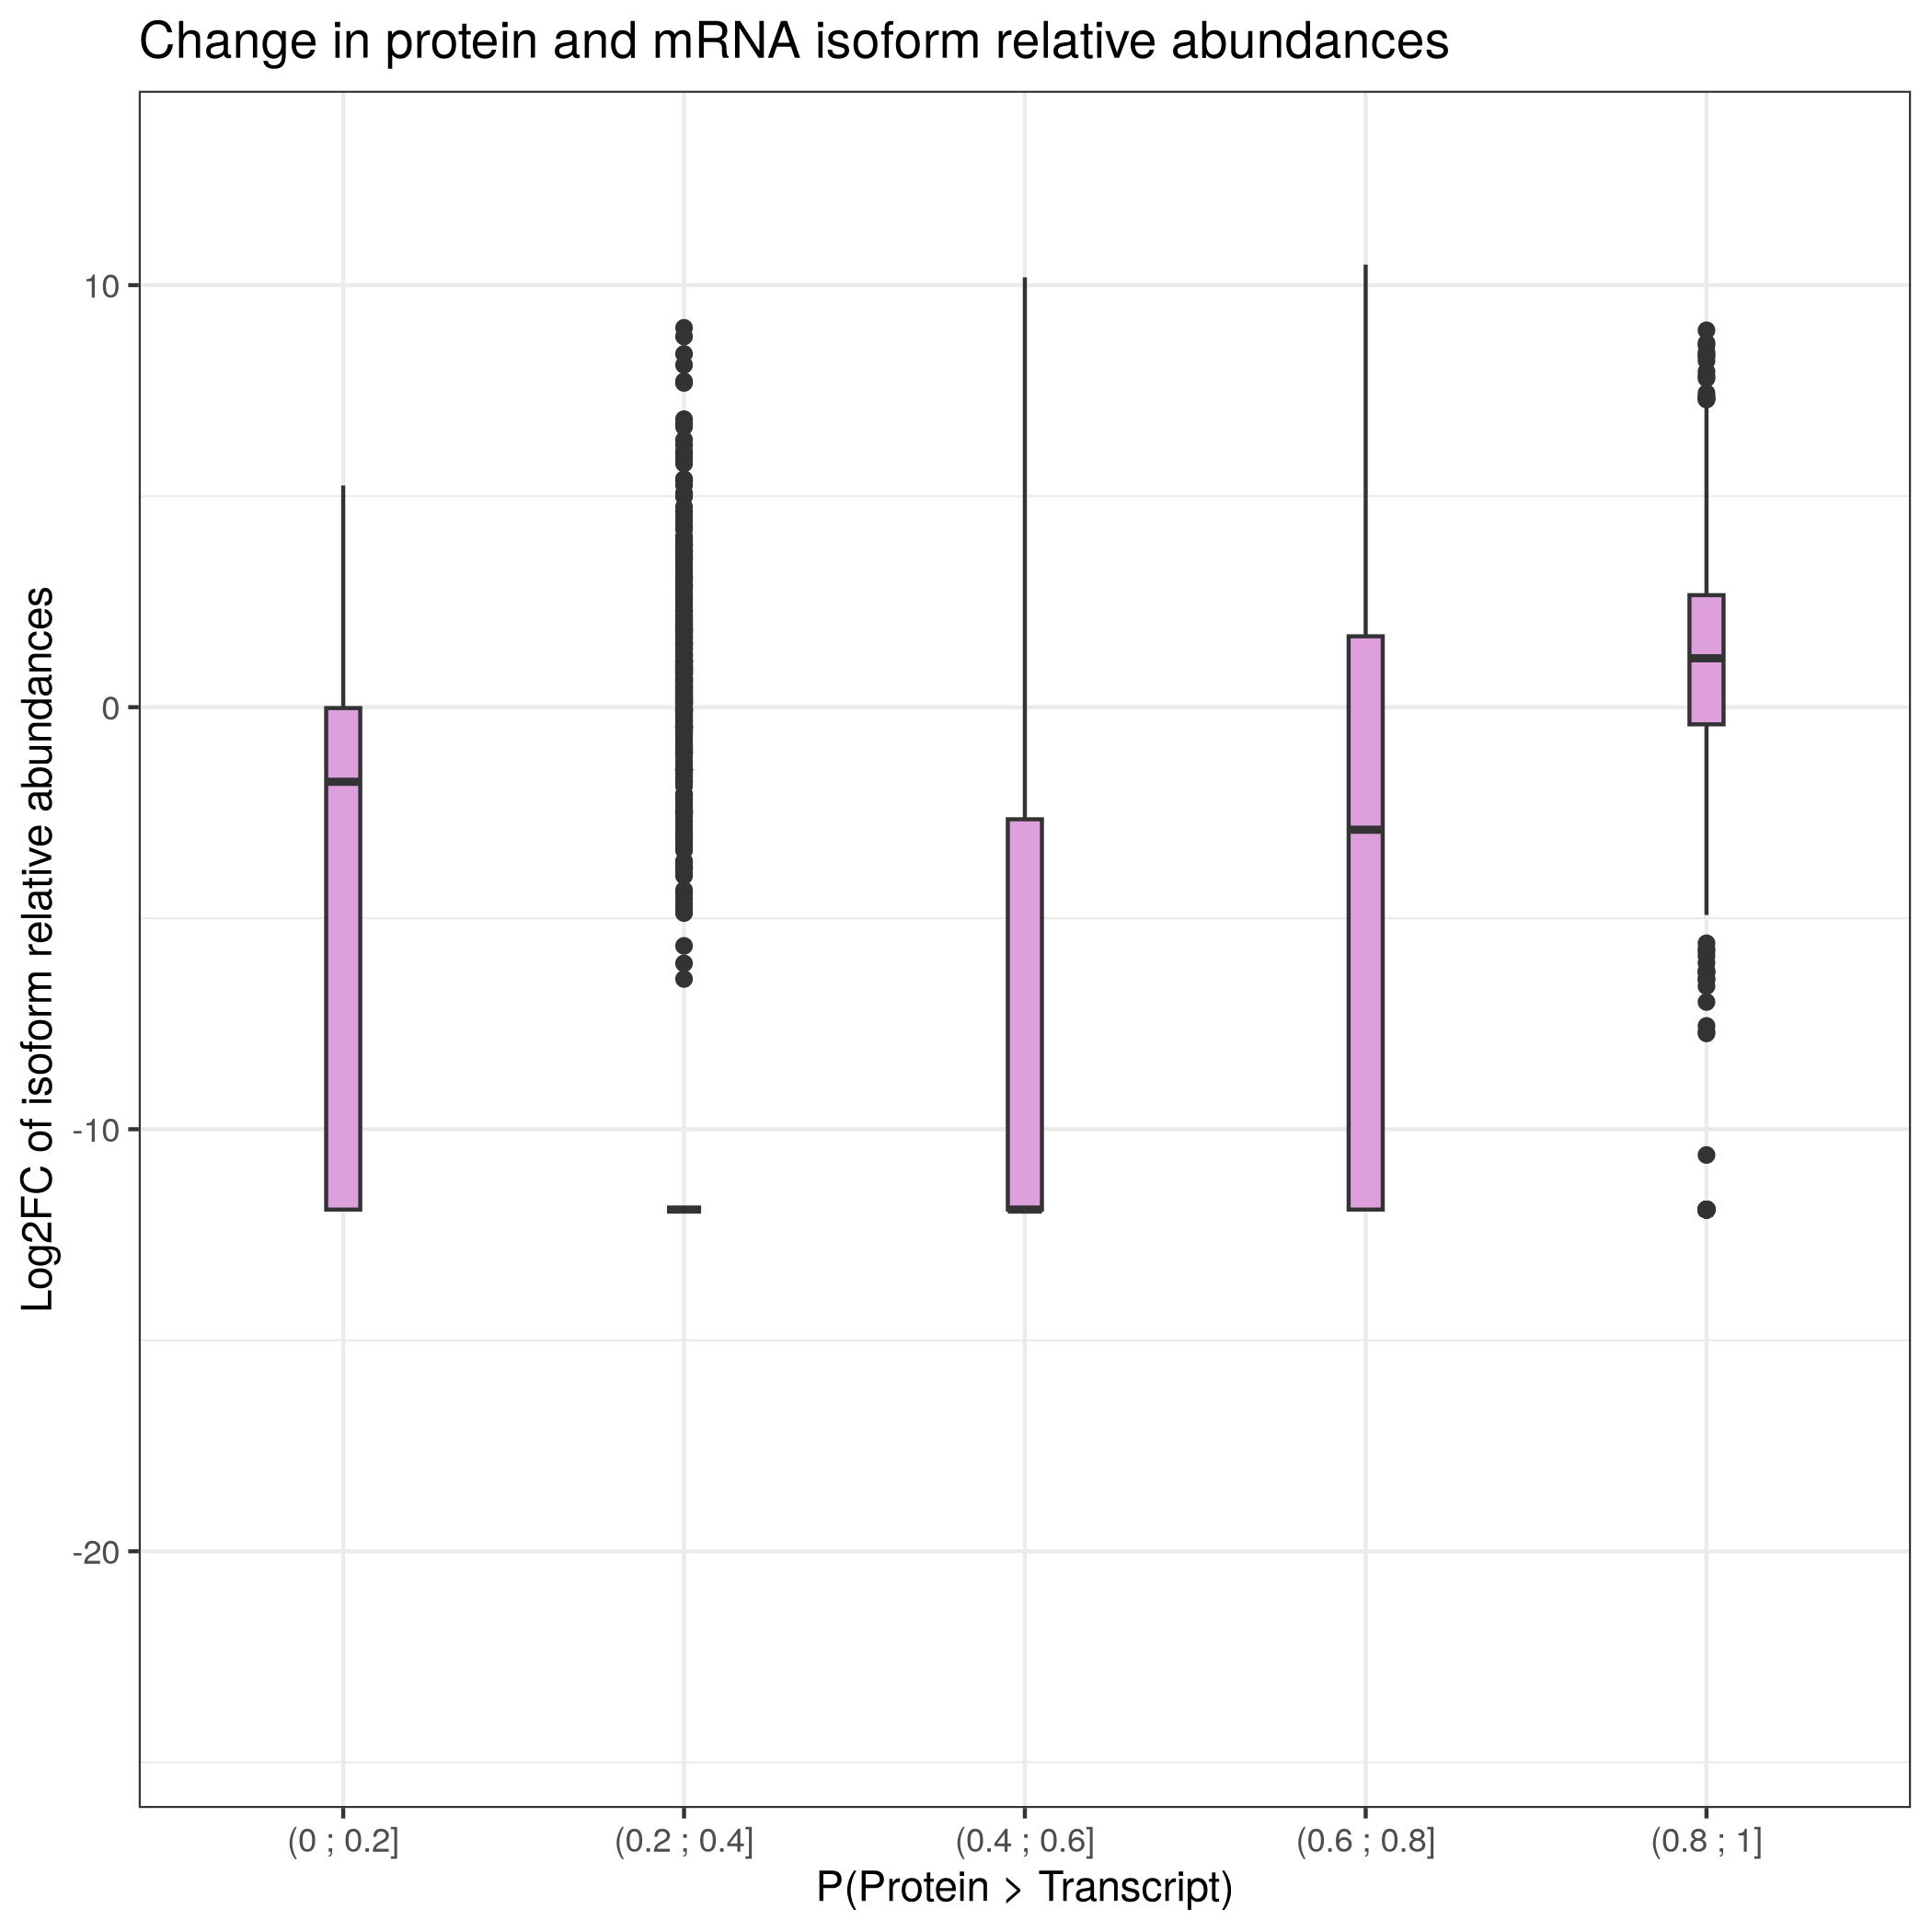 Change in protein and mRNA isoform relative abundances
Log2FC of isoform relative abundances
10
0
-10
-20
(0 ; 0.2]
(0.2 ; 0.4]
(0.4 ; 0.6]
(0.6 ; 0.8]
(0.8 ; 1]
P(Protein > Transcript)